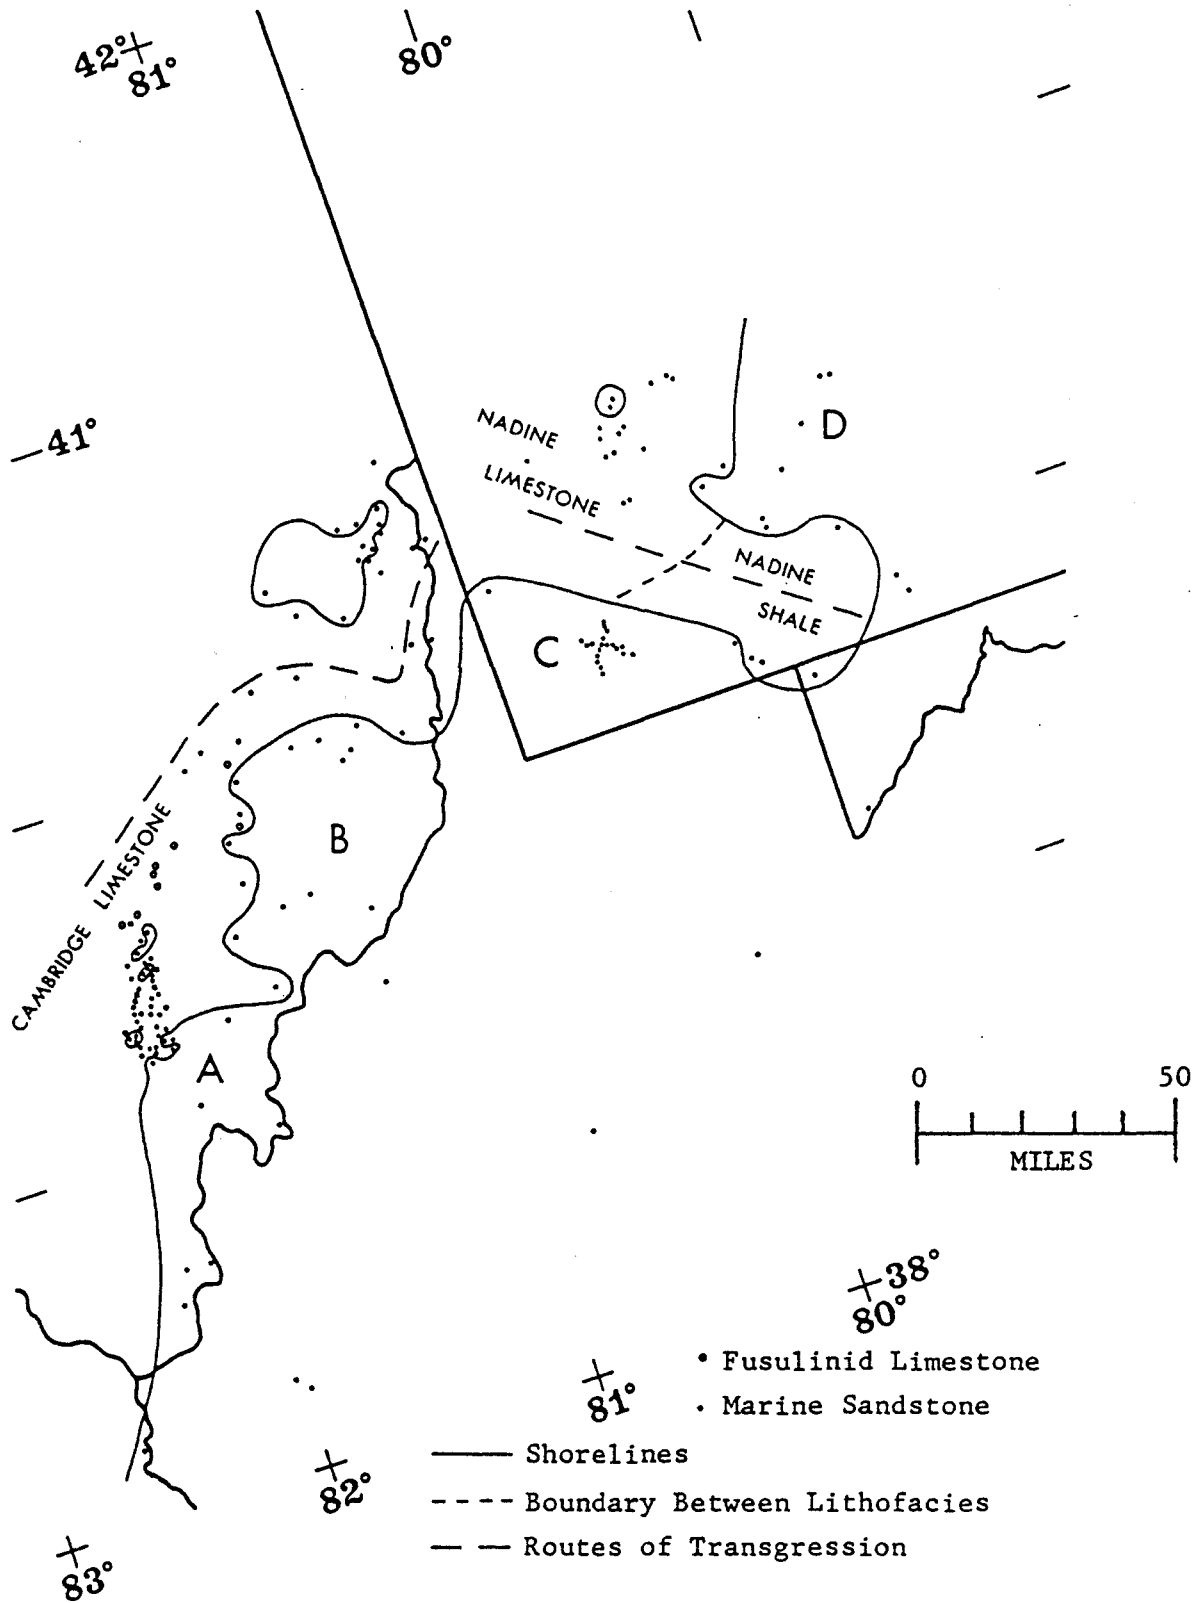 42°
81°
80°
41°
NADINE
LIMESTONE
D
NADINE
SHALE
C
B
CAMBRIDGE LIMESTONE
A
0 50
MILES
38°
80°
81°
82°
83°
• Fusulinid Limestone
. Marine Sandstone
Shorelines
Boundary Between Lithofacies
Routes of Transgression